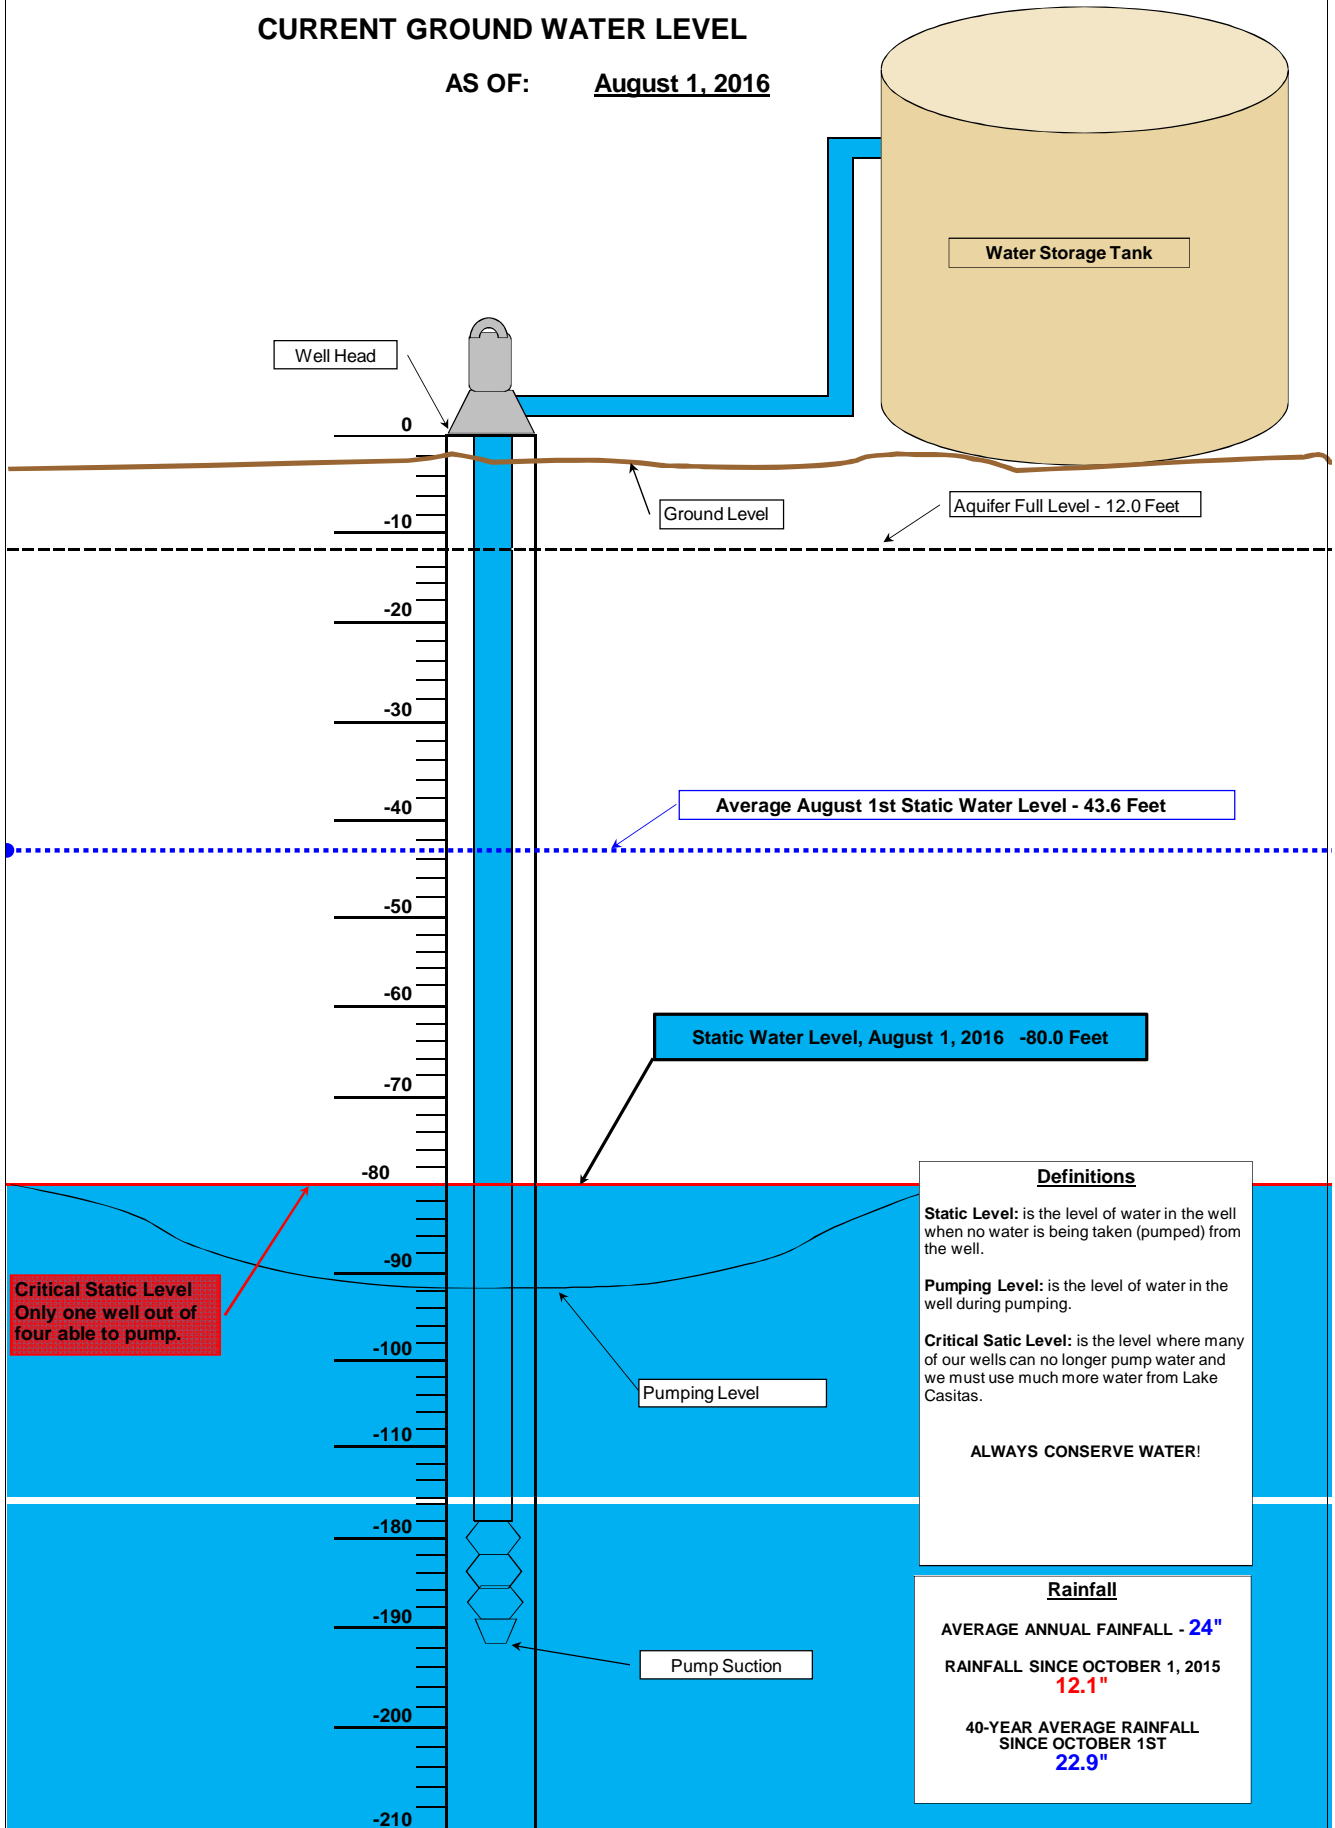 CURRENT GROUND WATER LEVEL
AS OF: August 1, 2016
Water Storage Tank
Well Head
0
Ground Level
Aquifer Full Level - 12.0 Feet
-10
-20
-30
Average August 1st Static Water Level - 43.6 Feet
-40
-50
-60
Static Water Level, August 1, 2016 -80.0 Feet
-70
-80
Definitions
Static Level: is the level of water in the well
when no water is being taken (pumped) from
the well.
Pumping Level: is the level of water in the
well during pumping.
Critical Satic Level: is the level where many
of our wells can no longer pump water and
we must use much more water from Lake
Casitas.
ALWAYS CONSERVE WATER!
-90
Critical Static Level
Only one well out of
four able to pump.
-100
Pumping Level
-110
-180
-190
Pump Suction
-200
-210
Rainfall
AVERAGE ANNUAL FAINFALL - 24"
RAINFALL SINCE OCTOBER 1, 2015
12.1"
40-YEAR AVERAGE RAINFALL
SINCE OCTOBER 1ST
22.9"